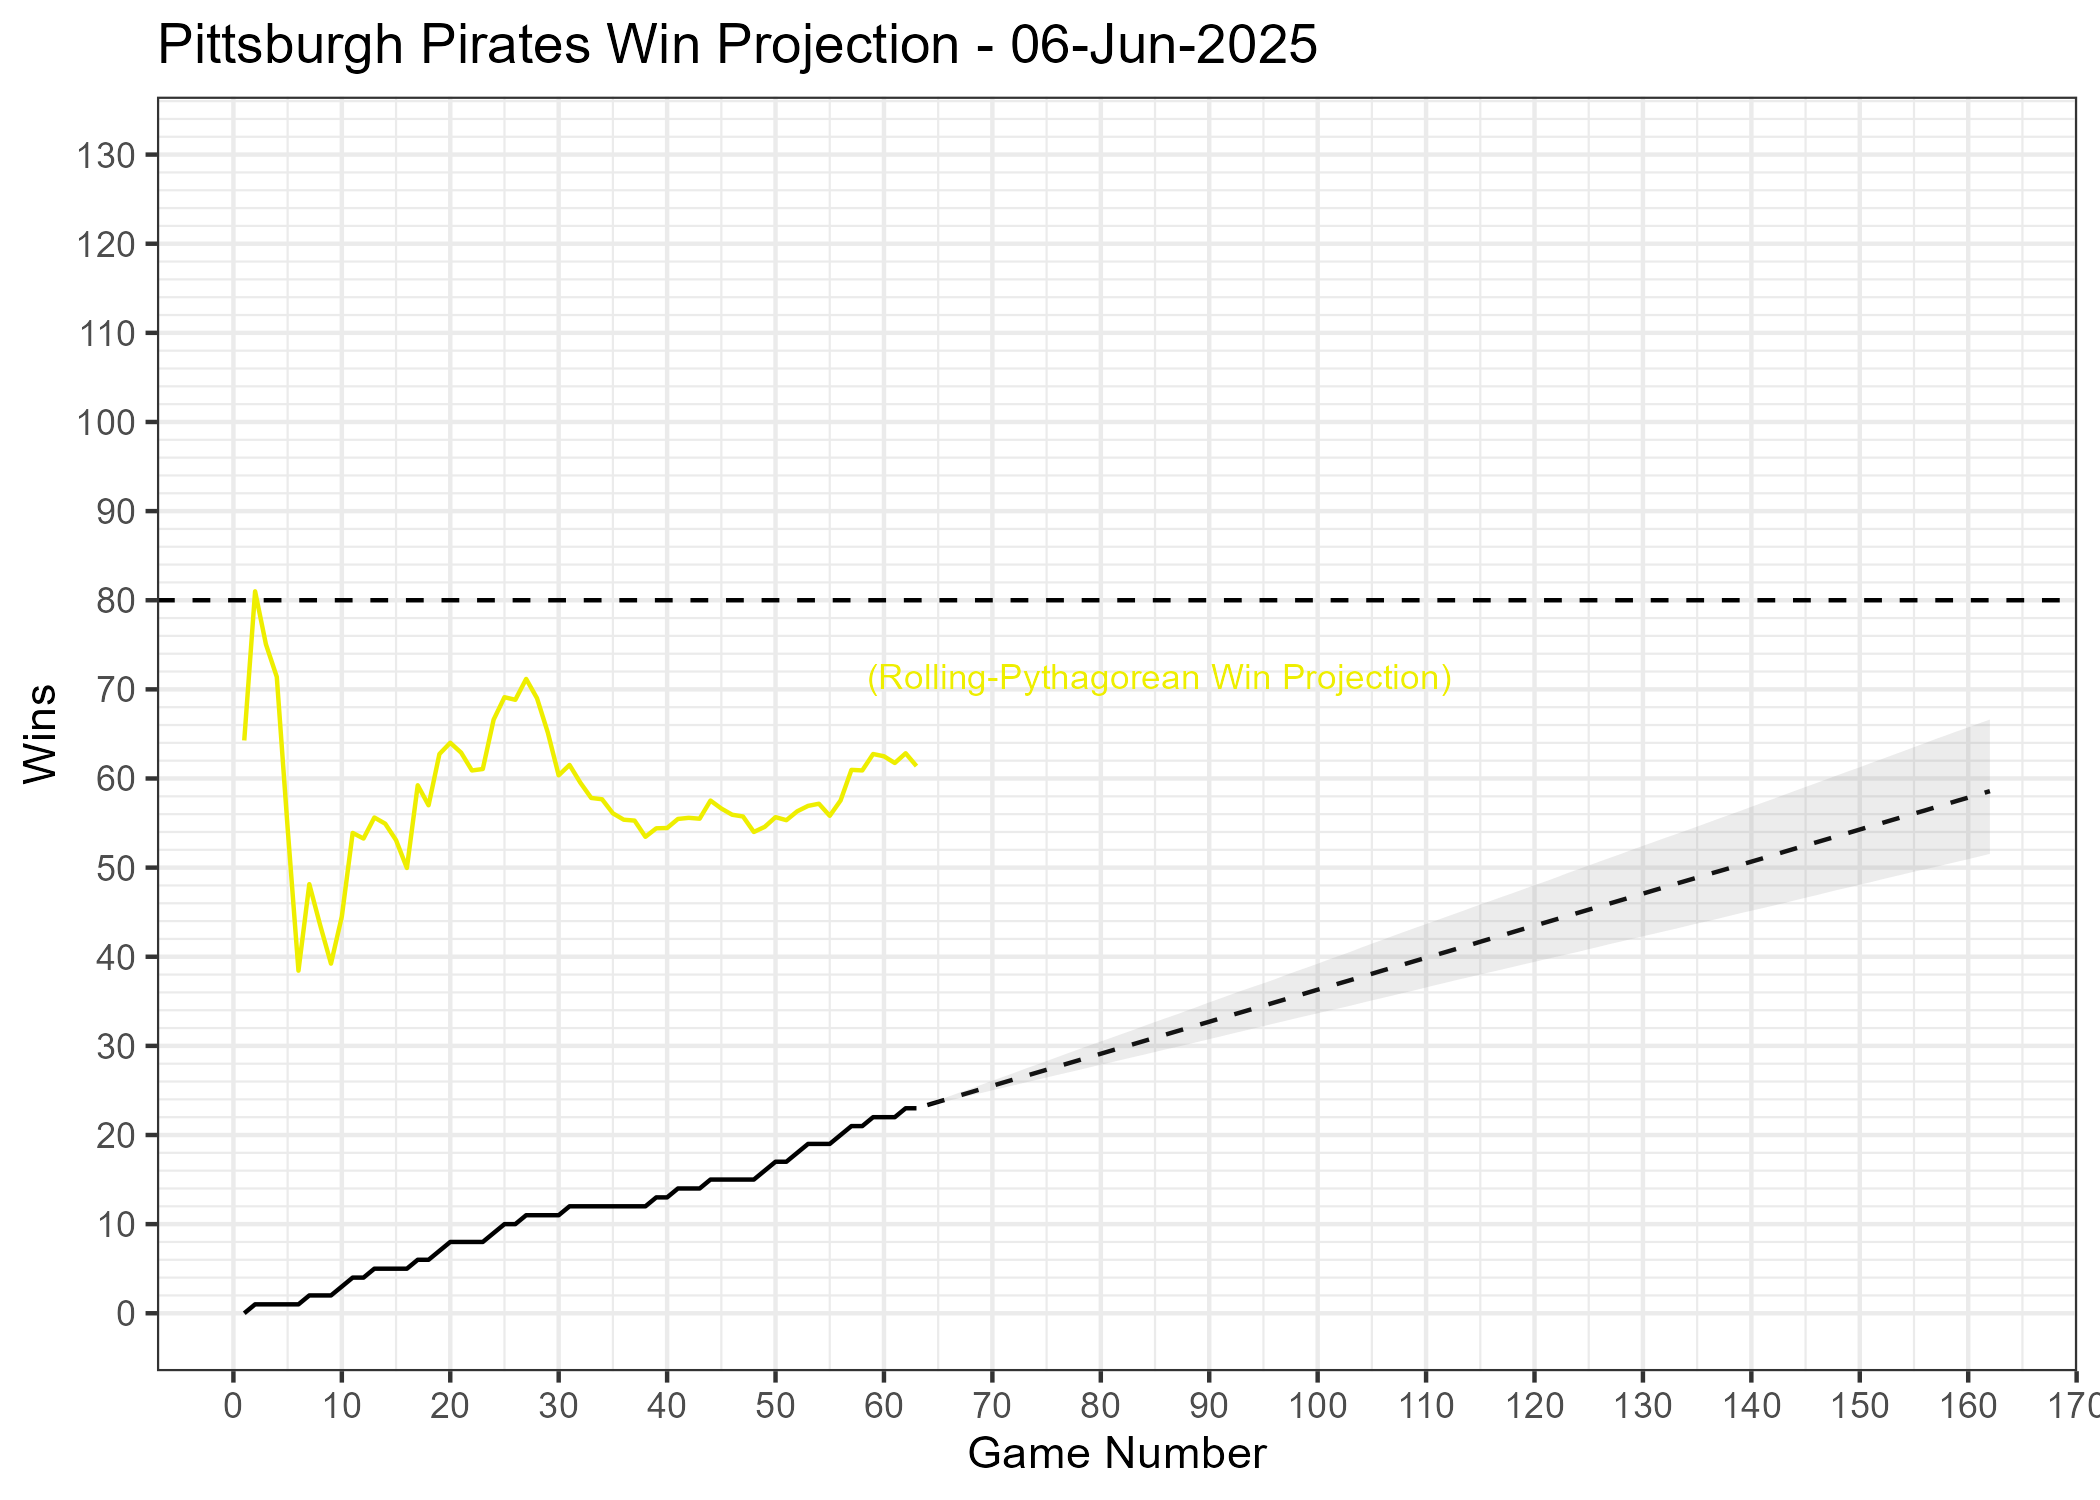 Pittsburgh Pirates Win Projection - 06-Jun-2025
130
120
110
100
90
80
70
60
50
40
30
20
10
0
Wins
(Rolling-Pythagorean Win Projection)
0 10 20 30 40 50 60 70 80 90 100 110 120 130 140 150 160 170
Game Number